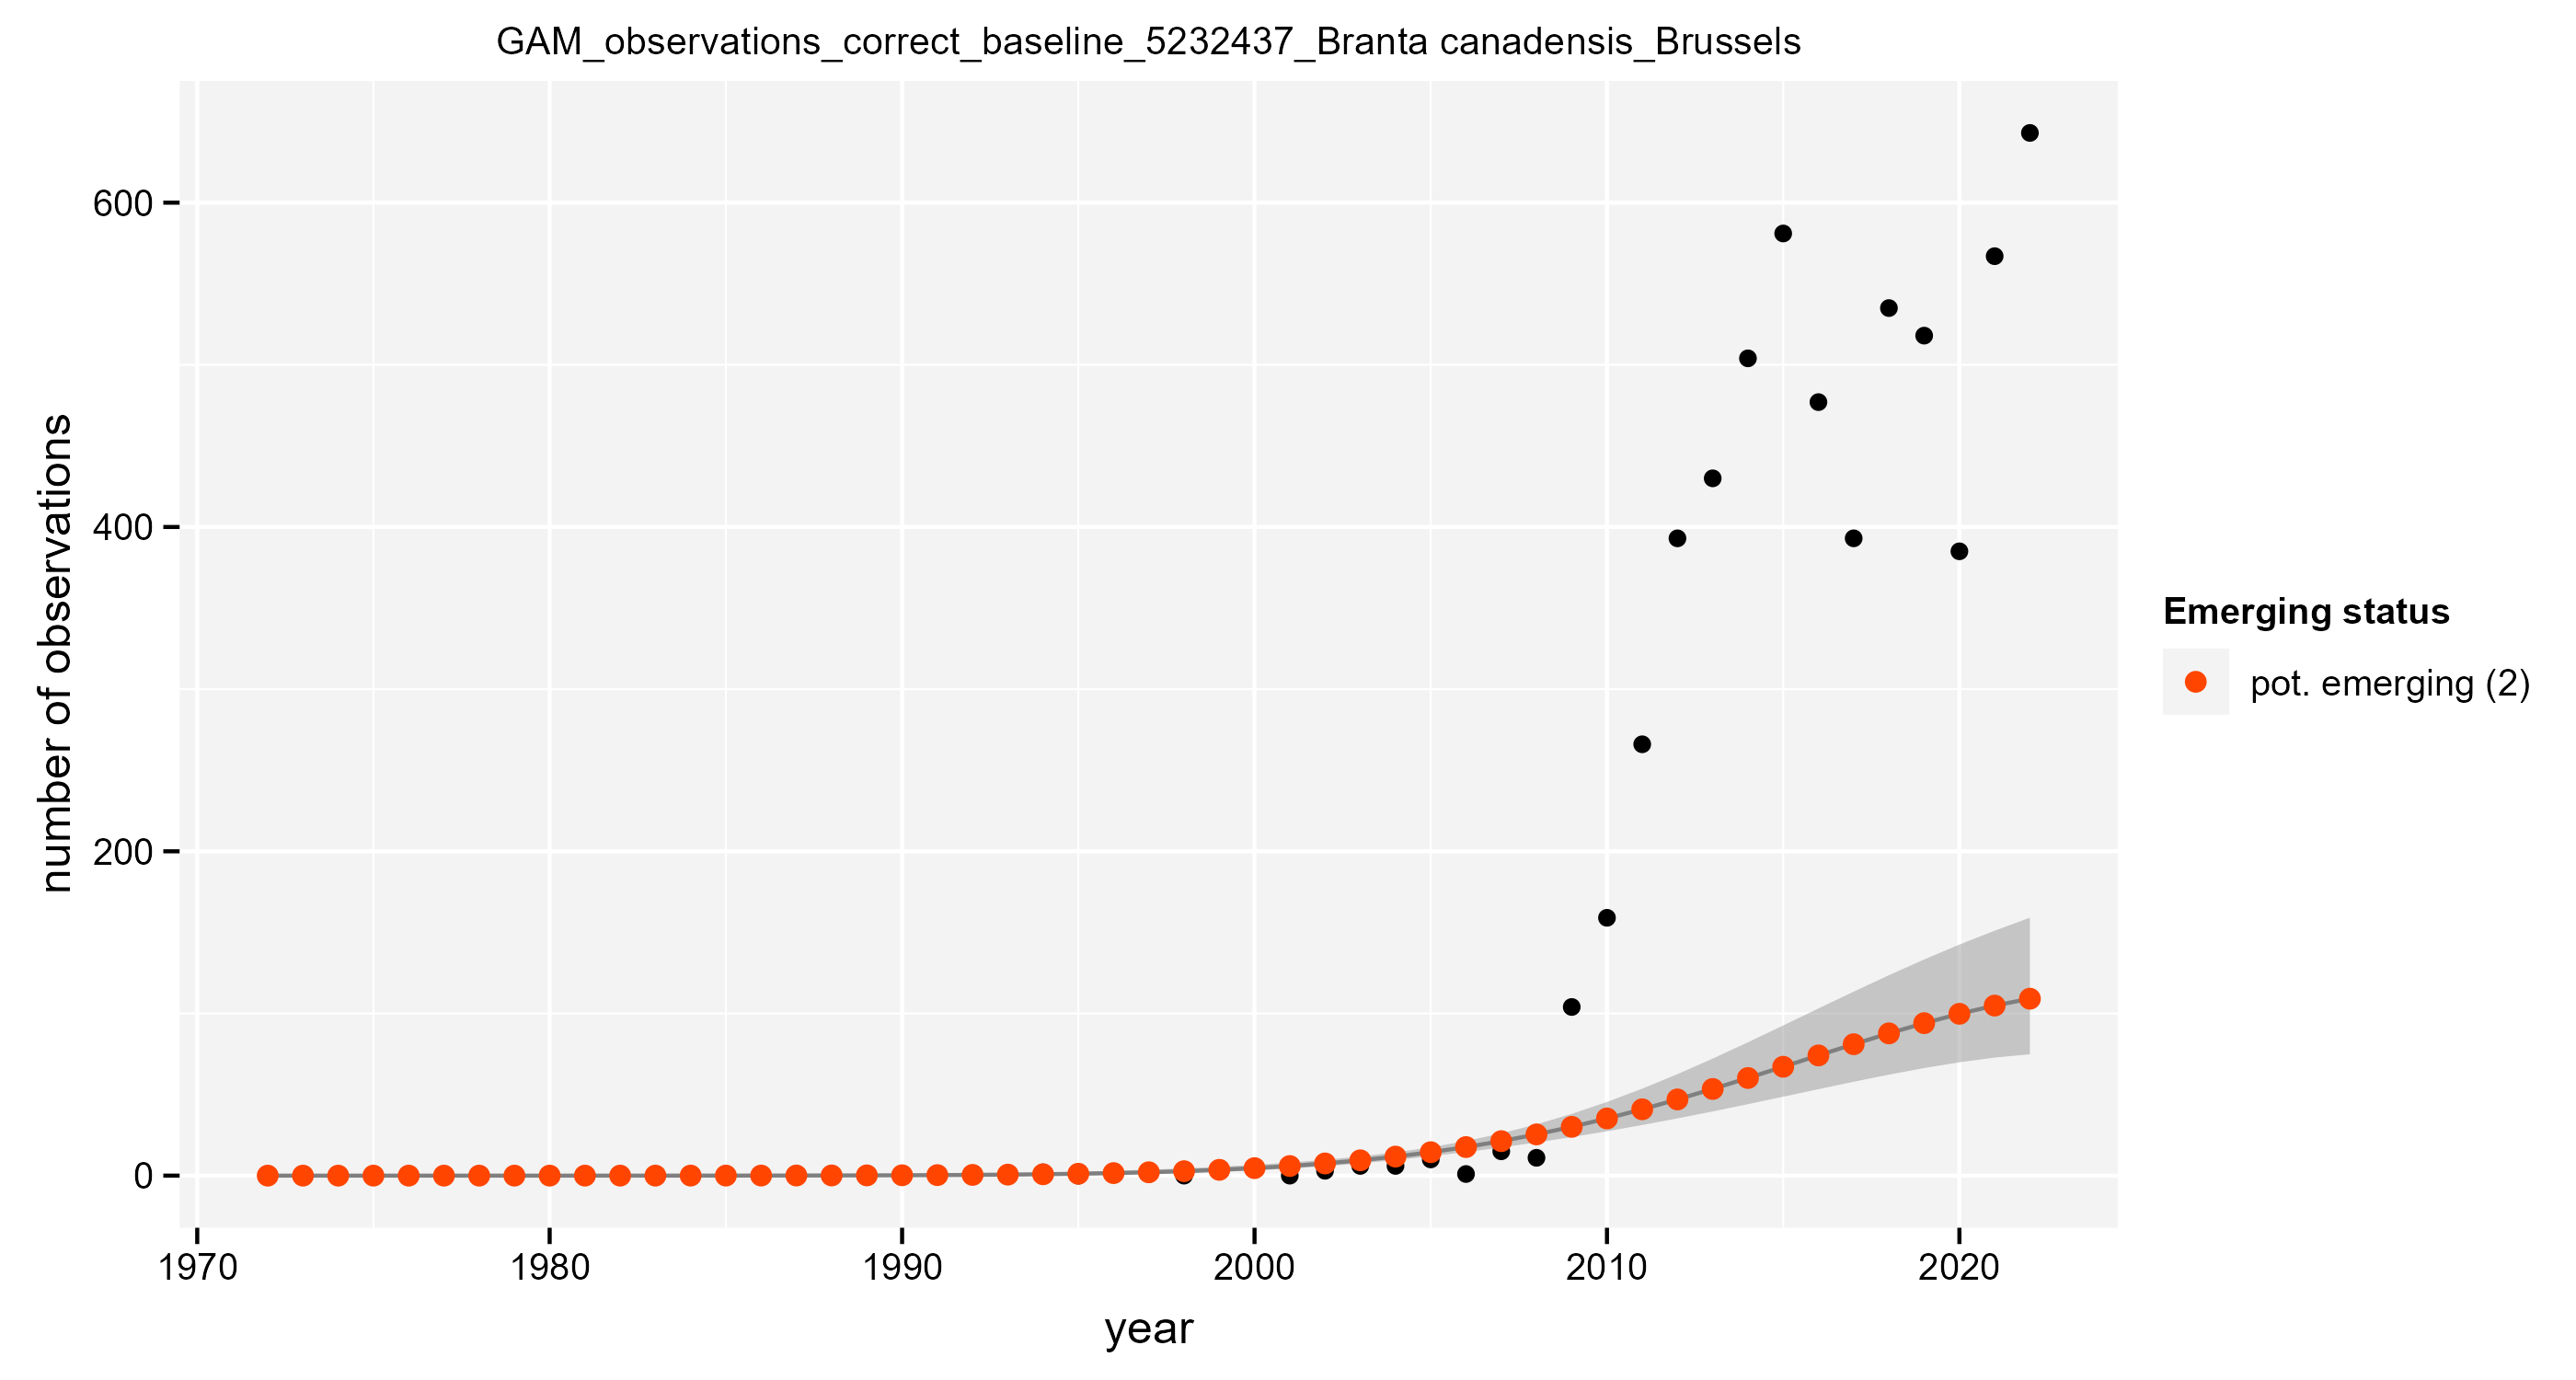 GAM_observations_correct_baseline_5232437_Branta canadensis_Brussels
number of observations
600
400
200
0
1970 1980 1990 2000 2010 2020
year
Emerging status
pot. emerging (2)